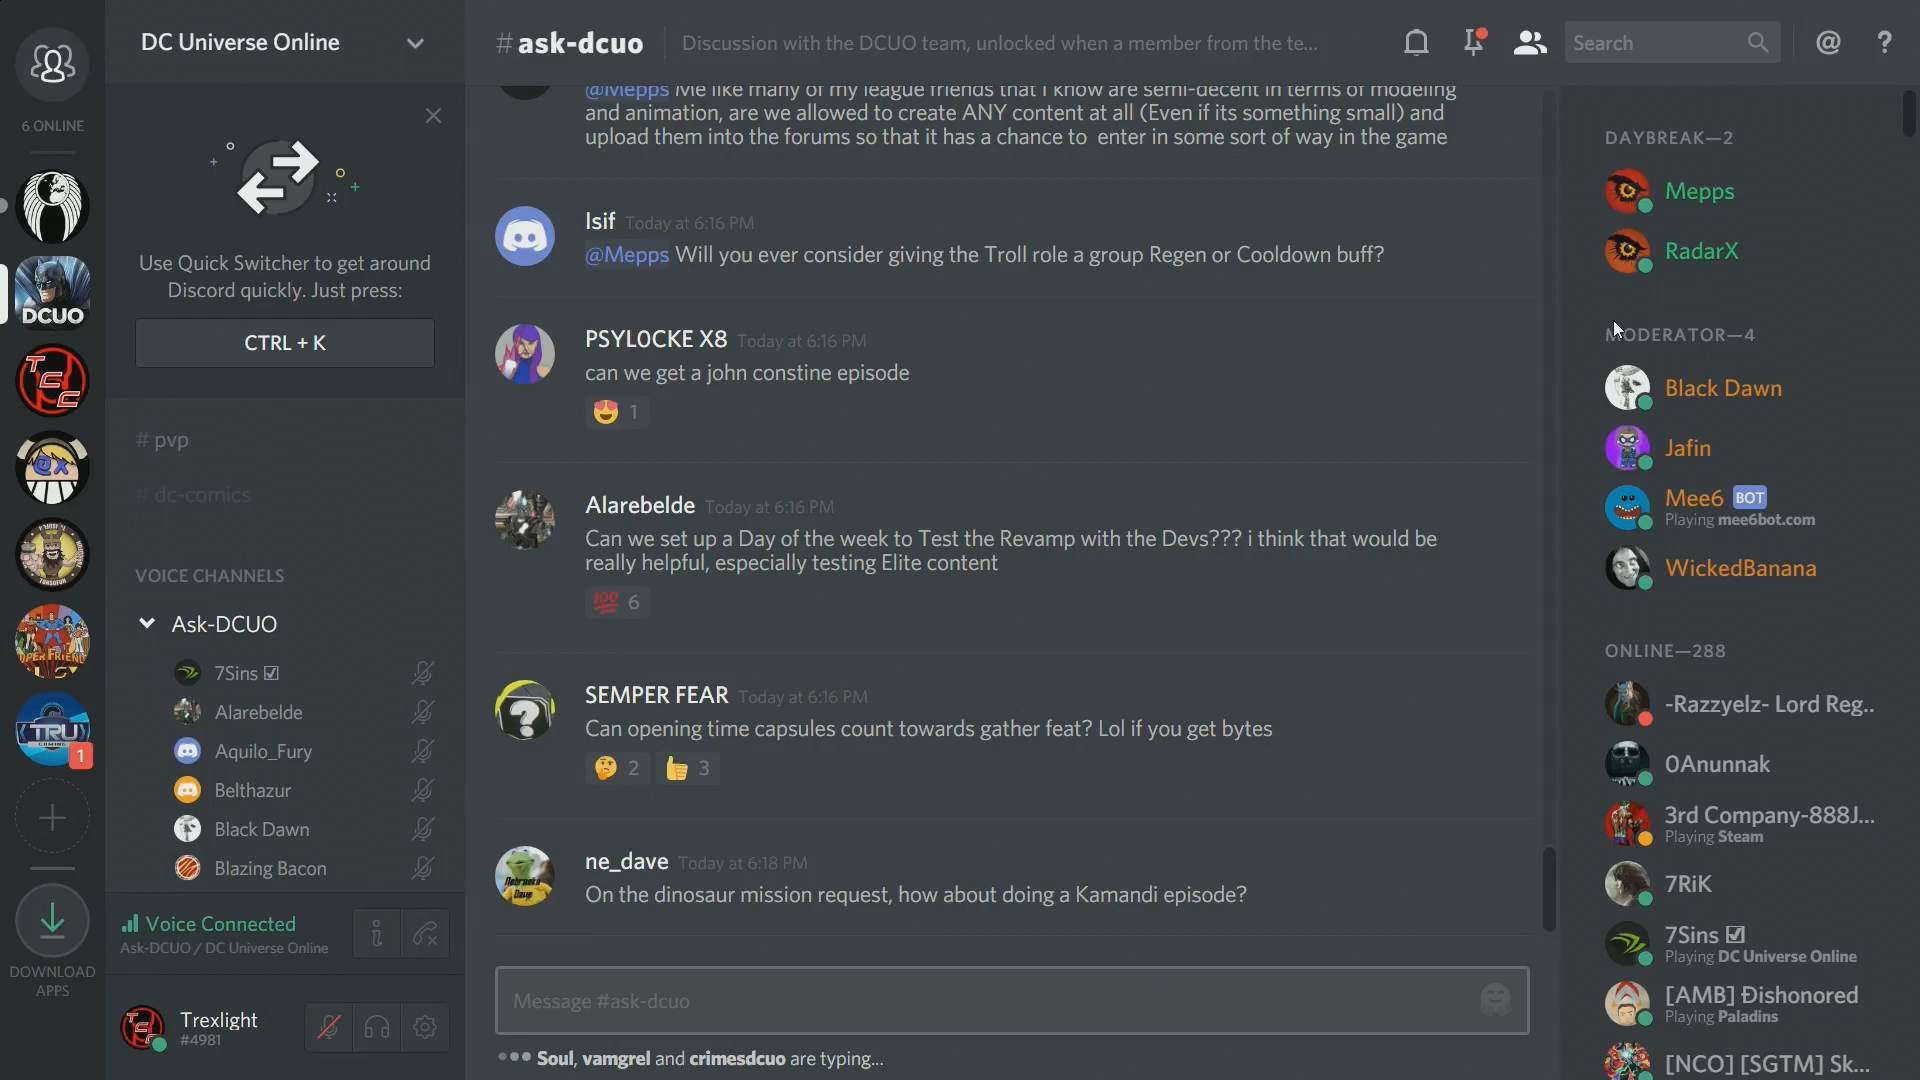 6 ONLINE
DCUO
TCC
TRU
GAMING
1
DOWNLOAD
APPS
DC Universe Online
Use Quick Switcher to get around
Discord quickly. Just press:
CTRL + K
# pvp
# dc-comics
VOICE CHANNELS
Ask-DCUO
7Sins ☑
Alarebelde
Aquilo_Fury
Belthazur
Black Dawn
Blazing Bacon
Voice Connected
Ask-DCUO / DC Universe Online
Trexlight
#4981
# ask-dcuo
Discussion with the DCUO team, unlocked when a member from the te...
Search
@Mepps Me like many of my league friends that I know are semi-decent in terms of modeling
and animation, are we allowed to create ANY content at all (Even if its something small) and
upload them into the forums so that it has a chance to enter in some sort of way in the game
Isif Today at 6:16 PM
@Mepps Will you ever consider giving the Troll role a group Regen or Cooldown buff?
PSYL0CKE X8 Today at 6:16 PM
can we get a john constine episode
😍 1
Alarebelde Today at 6:16 PM
Can we set up a Day of the week to Test the Revamp with the Devs??? i think that would be
really helpful, especially testing Elite content
💯 6
SEMPER FEAR Today at 6:16 PM
Can opening time capsules count towards gather feat? Lol if you get bytes
🤔 2 👍 3
ne_dave Today at 6:18 PM
On the dinosaur mission request, how about doing a Kamandi episode?
Message #ask-dcuo
Soul, vamgrel and crimesdcuo are typing...
DAYBREAK—2
Mepps
RadarX
MODERATOR—4
Black Dawn
Jafin
Mee6 BOT
Playing mee6bot.com
WickedBanana
ONLINE—288
-Razzyelz- Lord Reg..
0Anunnak
3rd Company-888J...
Playing Steam
7RiK
7Sins ☑
Playing DC Universe Online
[AMB] Ðishonored
Playing Paladins
[NCO] [SGTM] Sk...